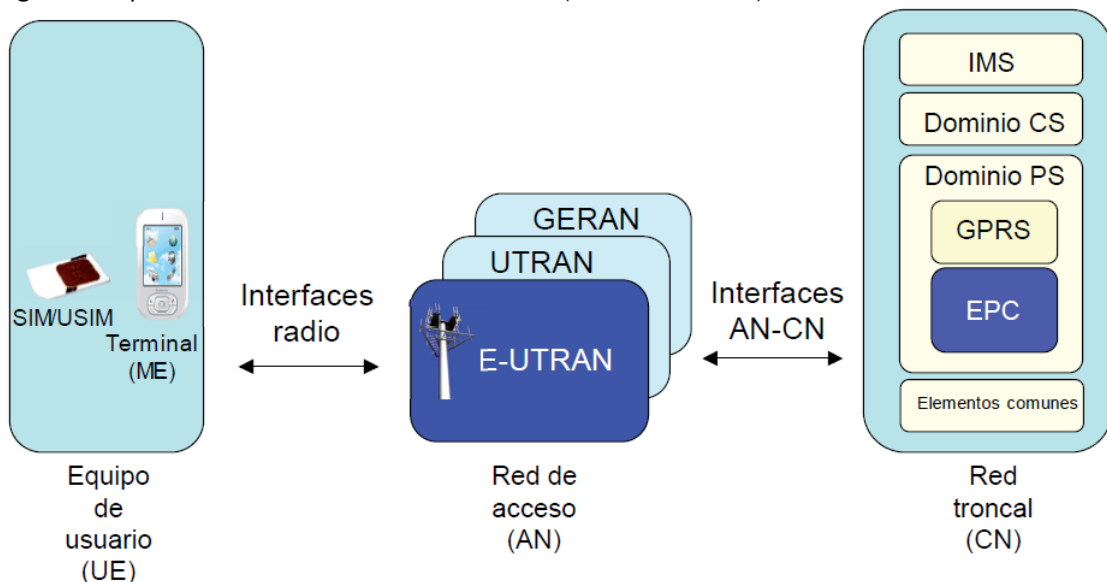 SIM/USIM
Terminal
(ME)
Equipo
de
usuario
(UE)
Interfaces
radio
GERAN
UTRAN
E-UTRAN
Red de
acceso
(AN)
Interfaces
AN-CN
IMS
Dominio CS
Dominio PS
GPRS
EPC
Elementos comunes
Red
troncal
(CN)